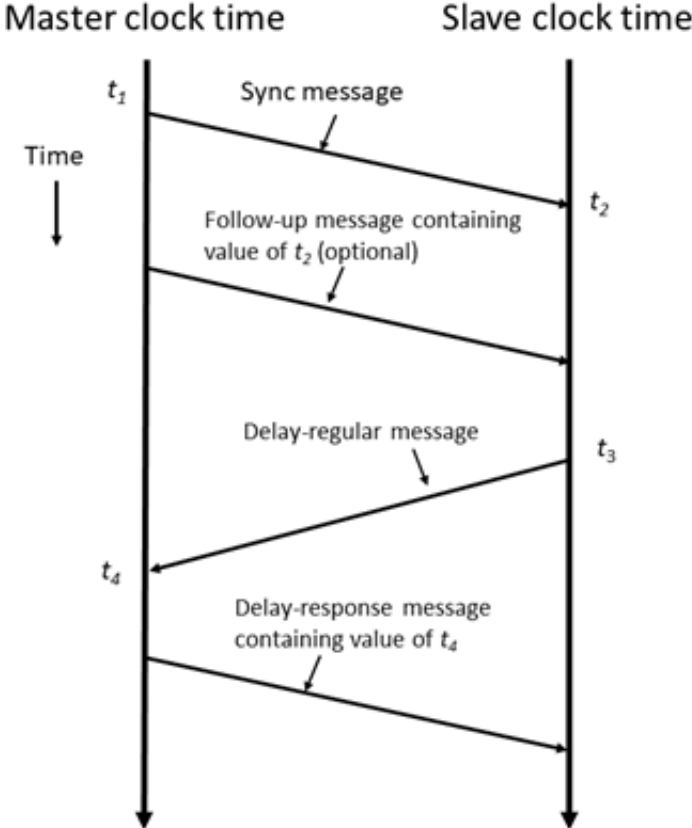 Master clock time
Slave clock time
t1
Sync message
Time
t2
Follow-up message containing
value of t2 (optional)
Delay-regular message
t3
t4
Delay-response message
containing value of t4